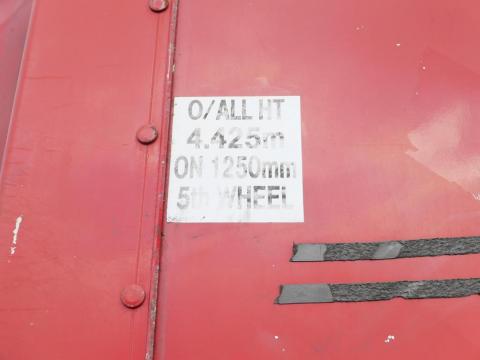 O/ALL HT
4.425m
ON 1250mm
5th WHEEL